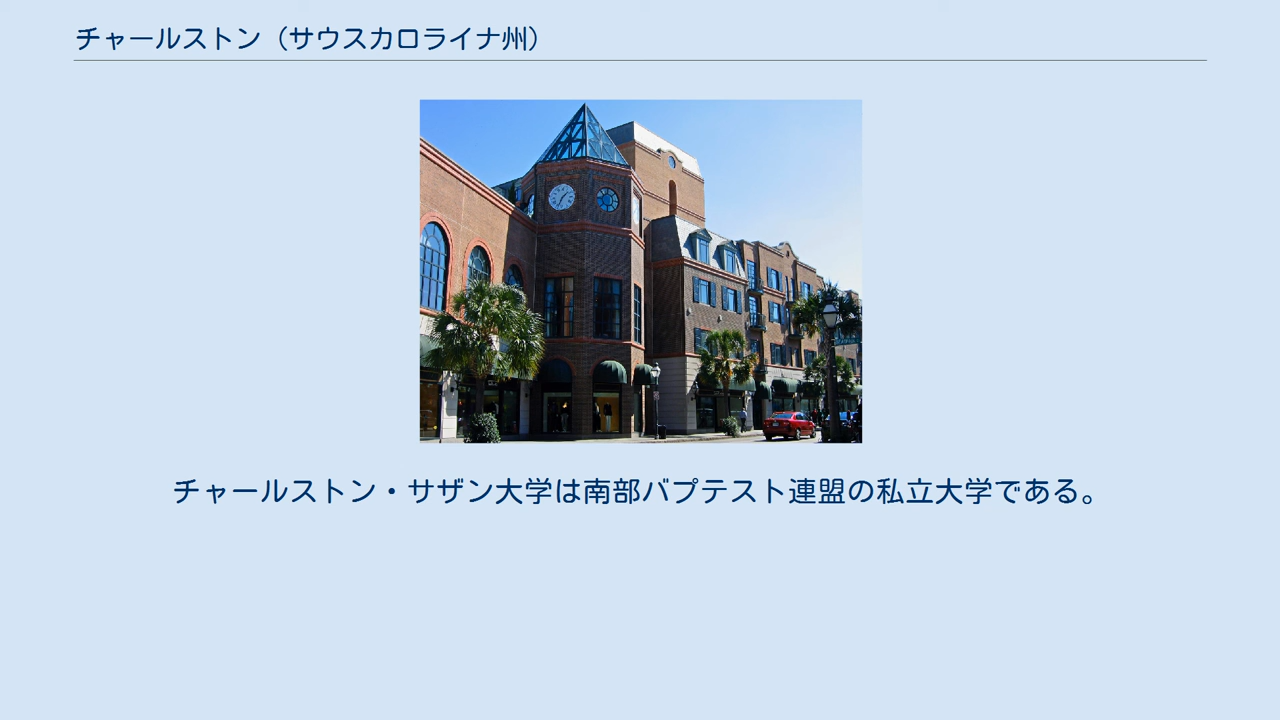 チャールストン（サウスカロライナ州）
チャールストン・サザン大学は南部バプテスト連盟の私立大学である。